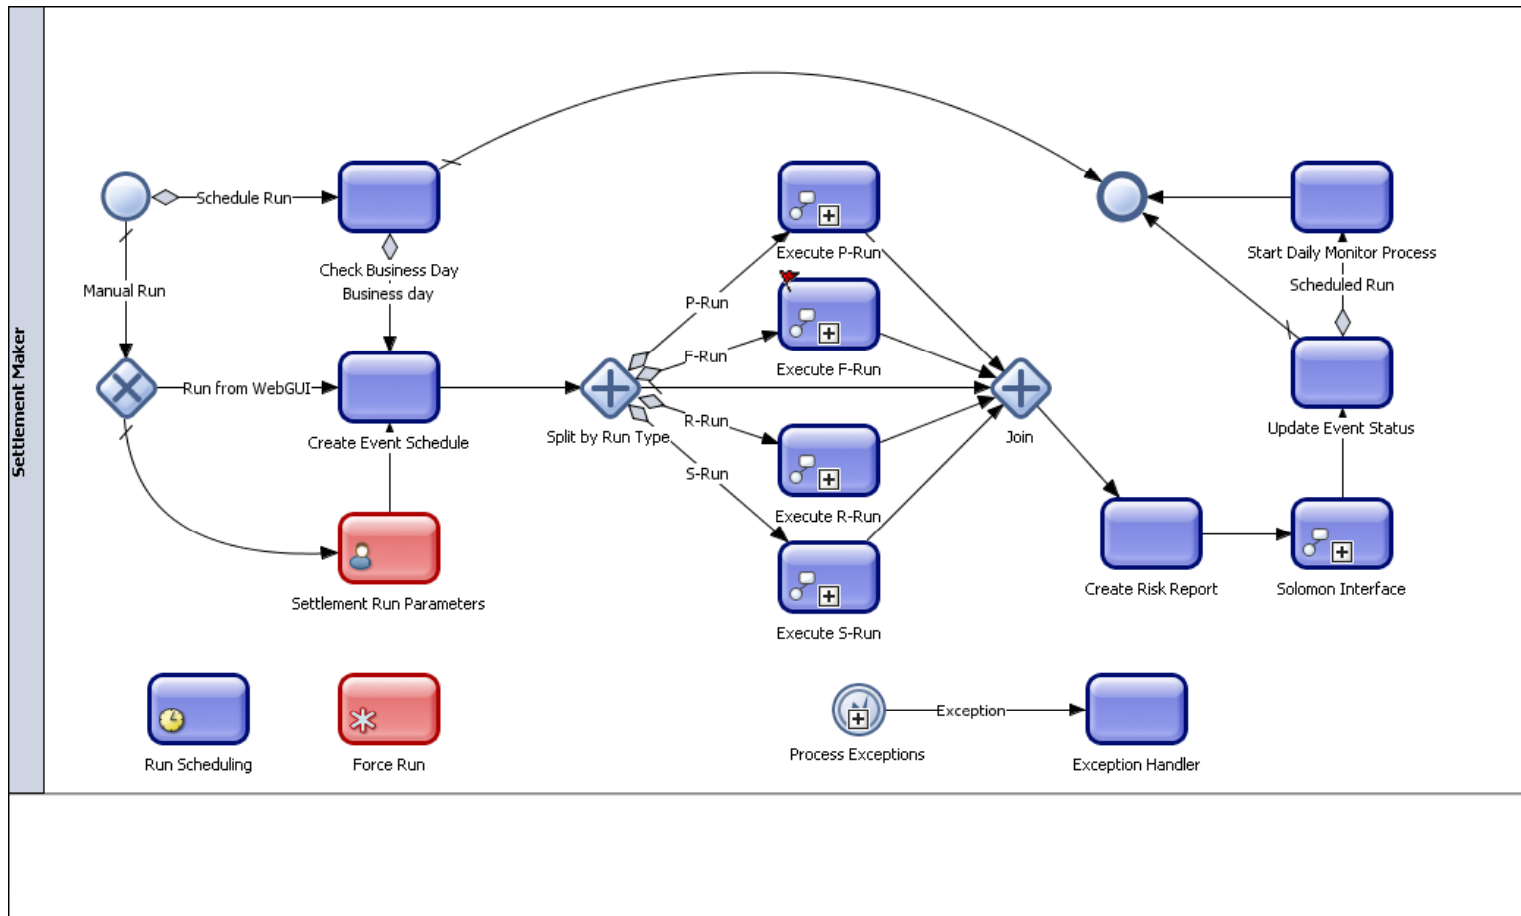 Settlement Maker
Schedule Run
Manual Run
Check Business Day
Business day
Run from WebGUI
Create Event Schedule
Settlement Run Parameters
Split by Run Type
P-Run
F-Run
R-Run
S-Run
Execute P-Run
Execute F-Run
Execute R-Run
Execute S-Run
Join
Create Risk Report
Solomon Interface
Update Event Status
Scheduled Run
Start Daily Monitor Process
Run Scheduling
Force Run
Process Exceptions
Exception
Exception Handler